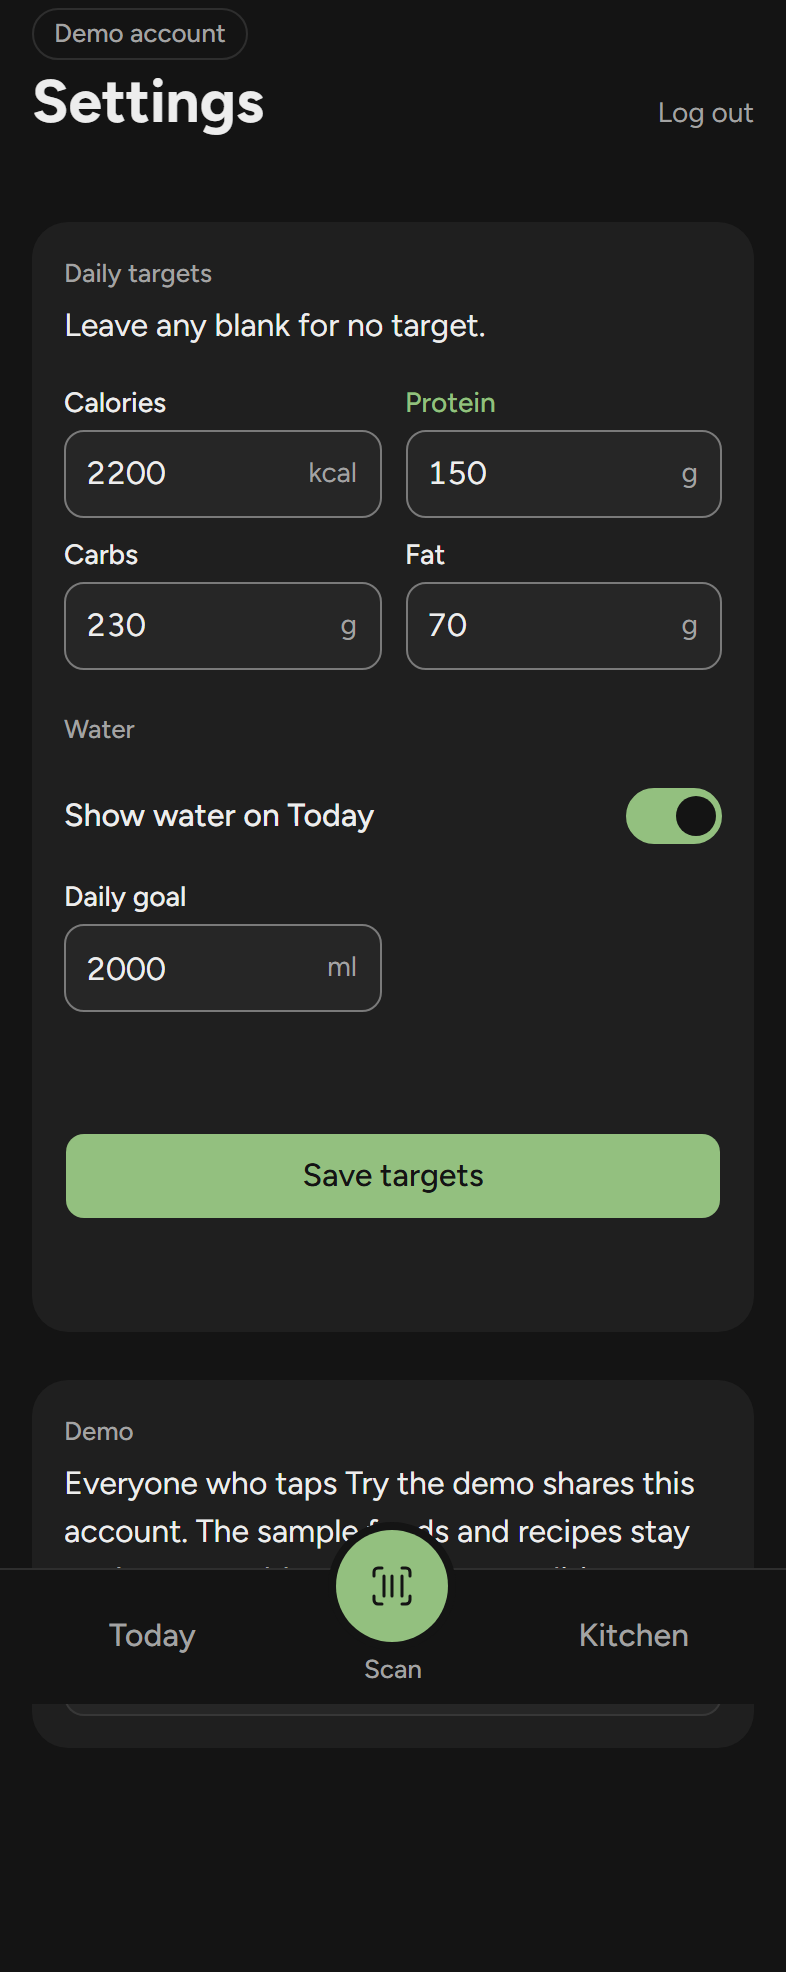 Demo account
Settings
Log out
Daily targets
Leave any blank for no target.
Calories
Protein
2200 kcal
150 g
Carbs
Fat
230 g
70 g
Water
Show water on Today
Daily goal
2000 ml
Save targets
Demo
Everyone who taps Try the demo shares this
account. The sample and recipes stay
Today
Scan
Kitchen